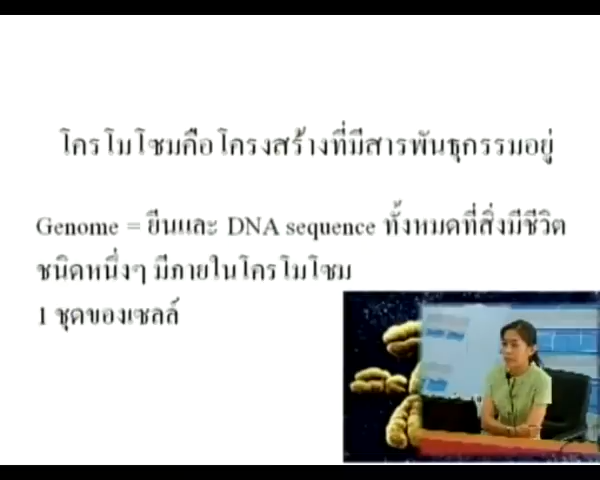 โครโมโซมคือโครงสร้างที่มีสารพันธุกรรมอยู่
Genome = ยีนและ DNA sequence ทั้งหมดที่สิ่งมีชีวิต
ชนิดหนึ่งๆ มีภายในโครโมโซม
1 ชุดของเซลล์